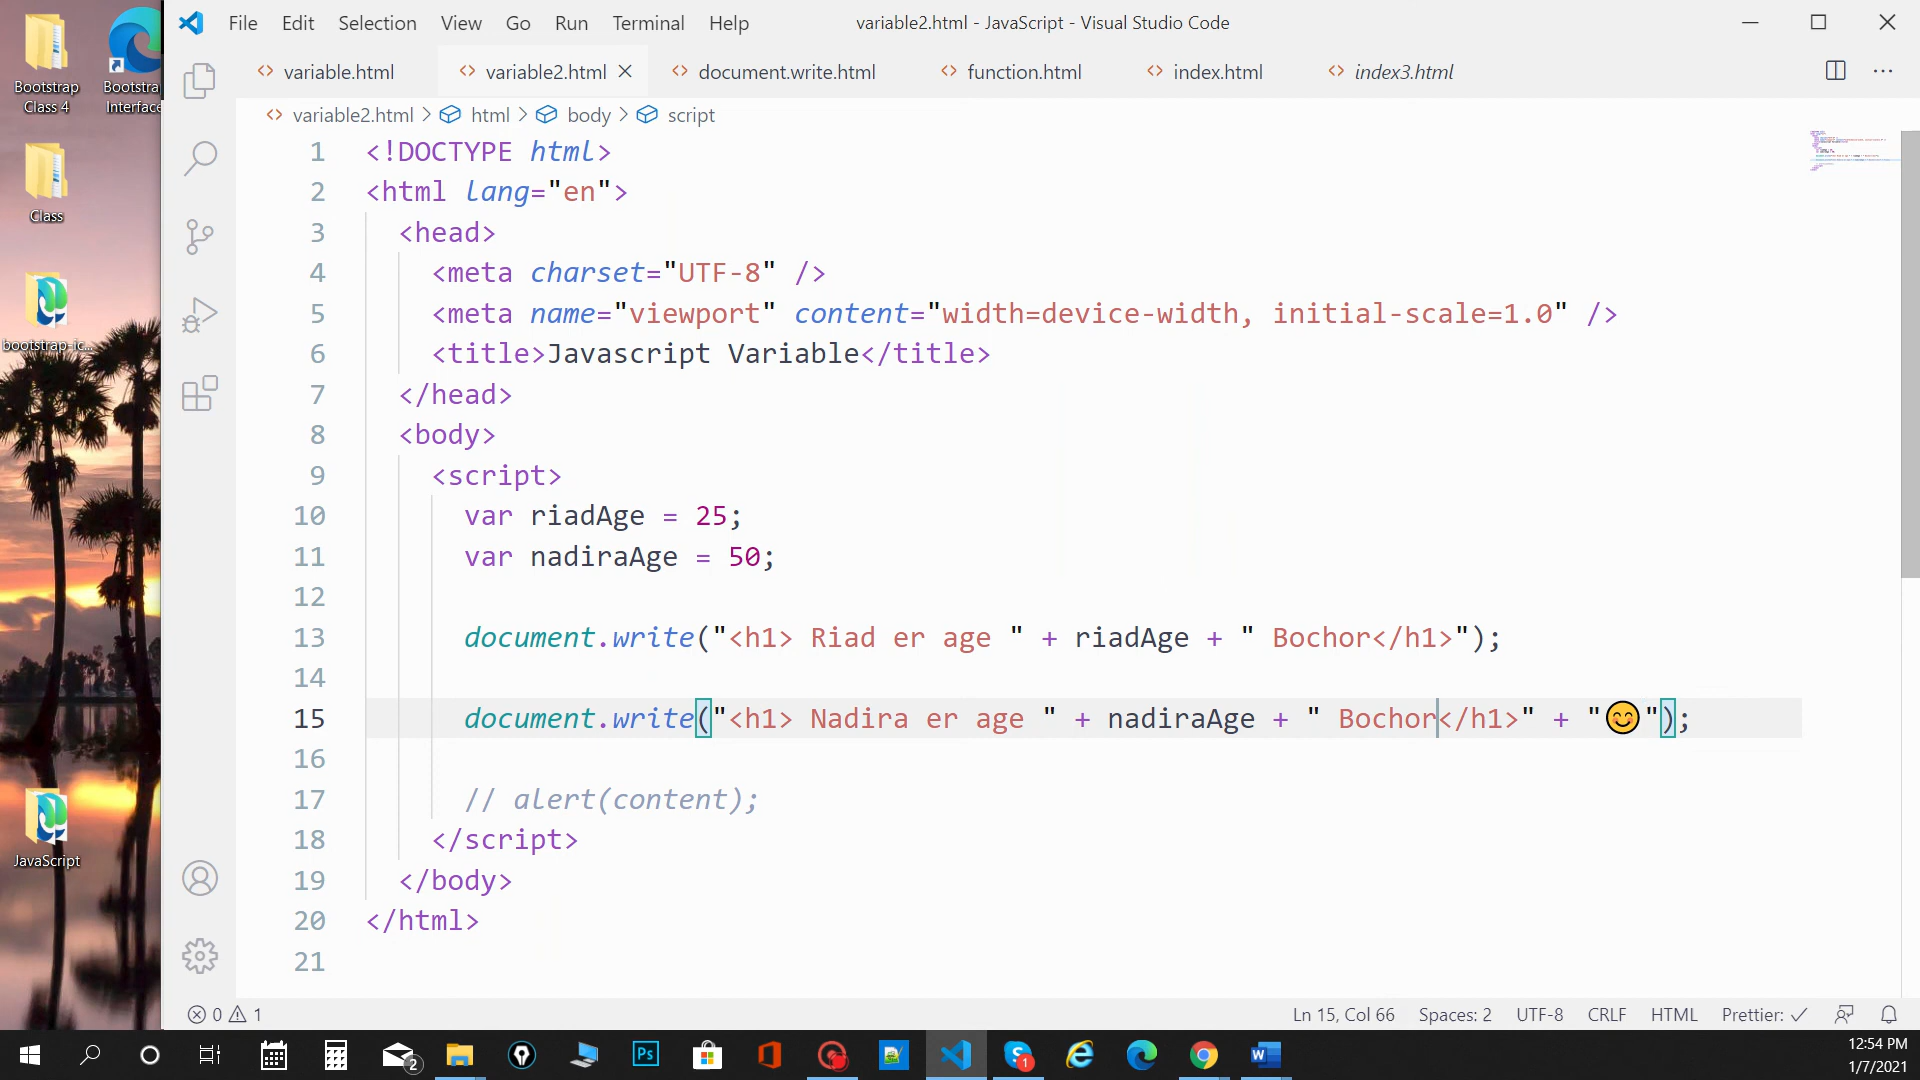 Bootstrap
Class 4
Bootstra
Interface
Class
bootstrap-ic...
JavaScript
File Edit Selection View Go Run Terminal Help
variable2.html - JavaScript - Visual Studio Code
variable.html variable2.html document.write.html function.html index.html index3.html
variable2.html > html > body > script
1 <!DOCTYPE html>
2 <html lang="en">
3 <head>
4 <meta charset="UTF-8" />
5 <meta name="viewport" content="width=device-width, initial-scale=1.0" />
6 <title>Javascript Variable</title>
7 </head>
8 <body>
9 <script>
10 var riadAge = 25;
11 var nadiraAge = 50;
12
13 document.write("<h1> Riad er age " + riadAge + " Bochor</h1>");
14
15 document.write("<h1> Nadira er age " + nadiraAge + " Bochor</h1>" + "😊");
16
17 // alert(content);
18 </script>
19 </body>
20 </html>
21
0 1
Ln 15, Col 66 Spaces: 2 UTF-8 CRLF HTML Prettier: ✓
2
Ps
1
W
12:54 PM
1/7/2021